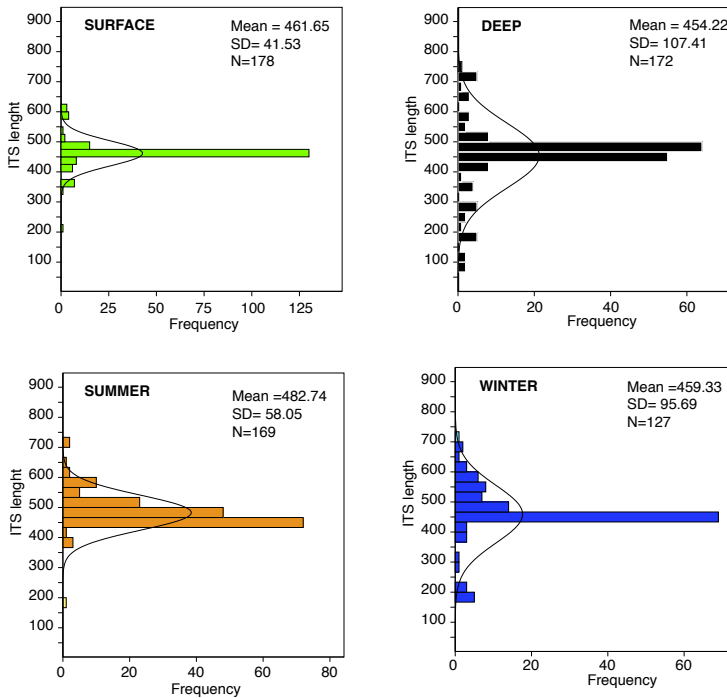 SURFACE
Mean = 461.65
SD= 41.53
N=178
900
800
700
600
500
400
300
200
100
ITS lenght
0 25 50 75 100 125
Frequency
DEEP
Mean = 454.22
SD = 107.41
N=172
900
800
700
600
500
400
300
200
100
ITS length
0 20 40 60
Frequency
SUMMER
Mean =482.74
SD= 58.05
N=169
900
800
700
600
500
400
300
200
100
ITS lenght
0 20 40 60 80
Frequency
WINTER
Mean =459.33
SD= 95.69
N=127
900
800
700
600
500
400
300
200
100
ITS lenght
0 20 40 60
Frequency